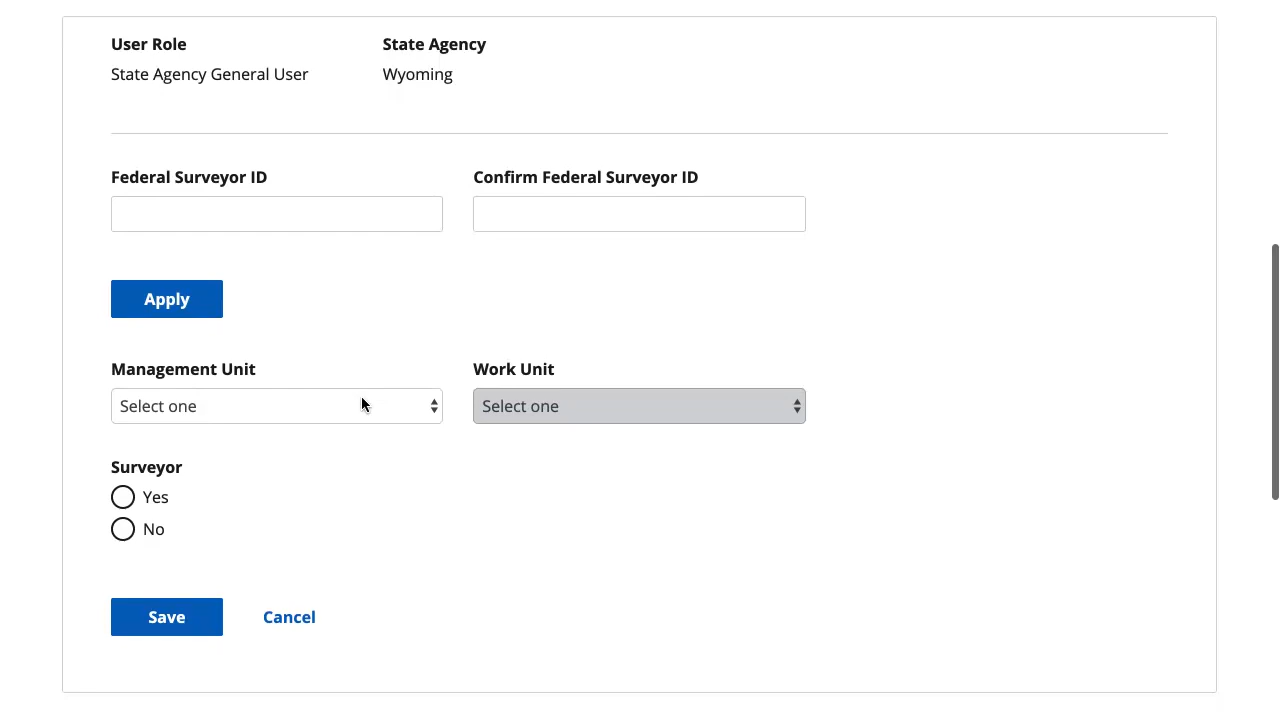 User Role
State Agency
State Agency General User
Wyoming
Federal Surveyor ID
Confirm Federal Surveyor ID
Apply
Management Unit
Work Unit
Select one
Select one
Surveyor
Yes
No
Save
Cancel